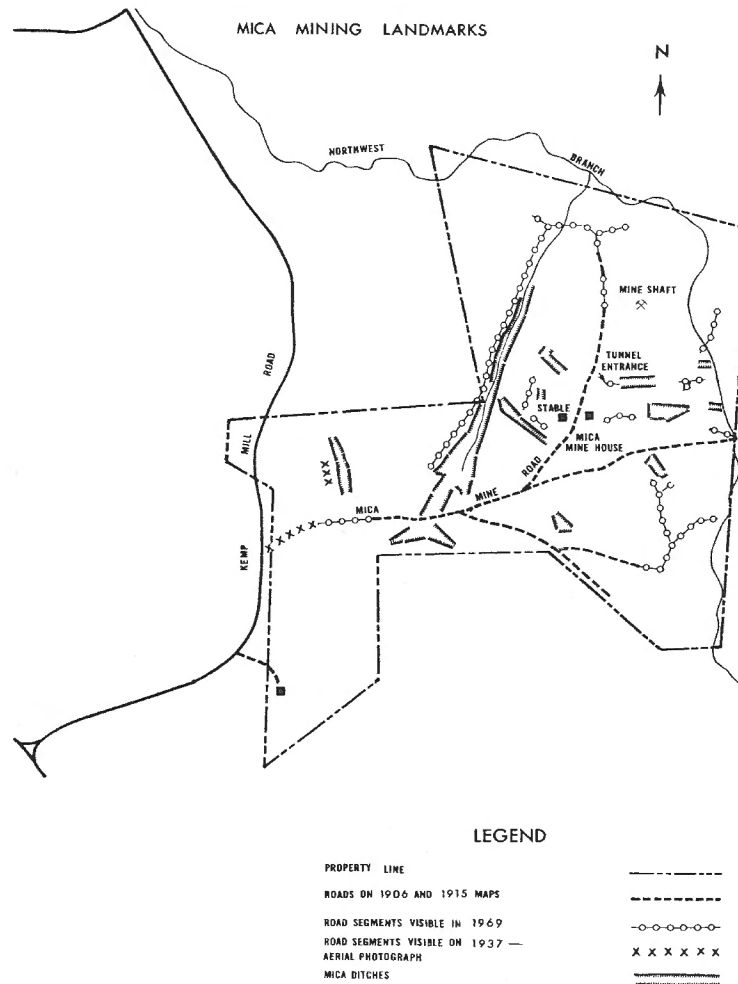 MICA MINING LANDMARKS
N
NORTHWEST
BRANCH
MINE SHAFT
ROAD
TUNNEL
ENTRANCE
STABLE
MICA
MINE HOUSE
MILL
ROAD
XXX
MINE
MICA
KEMP
LEGEND
PROPERTY LINE
ROADS ON 1906 AND 1915 MAPS
ROAD SEGMENTS VISIBLE IN 1969
ROAD SEGMENTS VISIBLE ON 1937 —
AERIAL PHOTOGRAPH
X X X X X X
MICA DITCHES